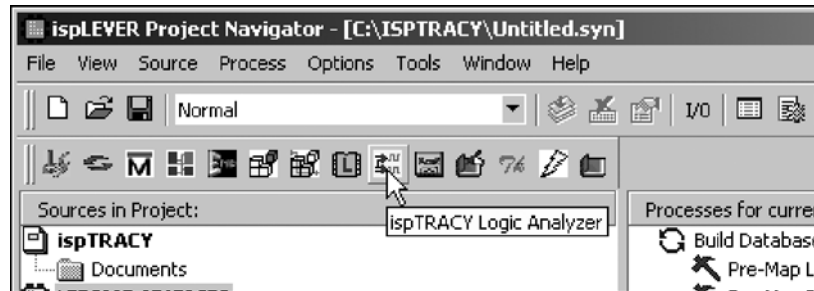 ispLEVER Project Navigator - [C:\ISPTRACY\Untitled.syn]
File View Source Process Options Tools Window Help
Normal I/O
L
ispTRACY Logic Analyzer
Sources in Project: Processes for curre
ispTRACY Build Database
Documents Pre-Map L